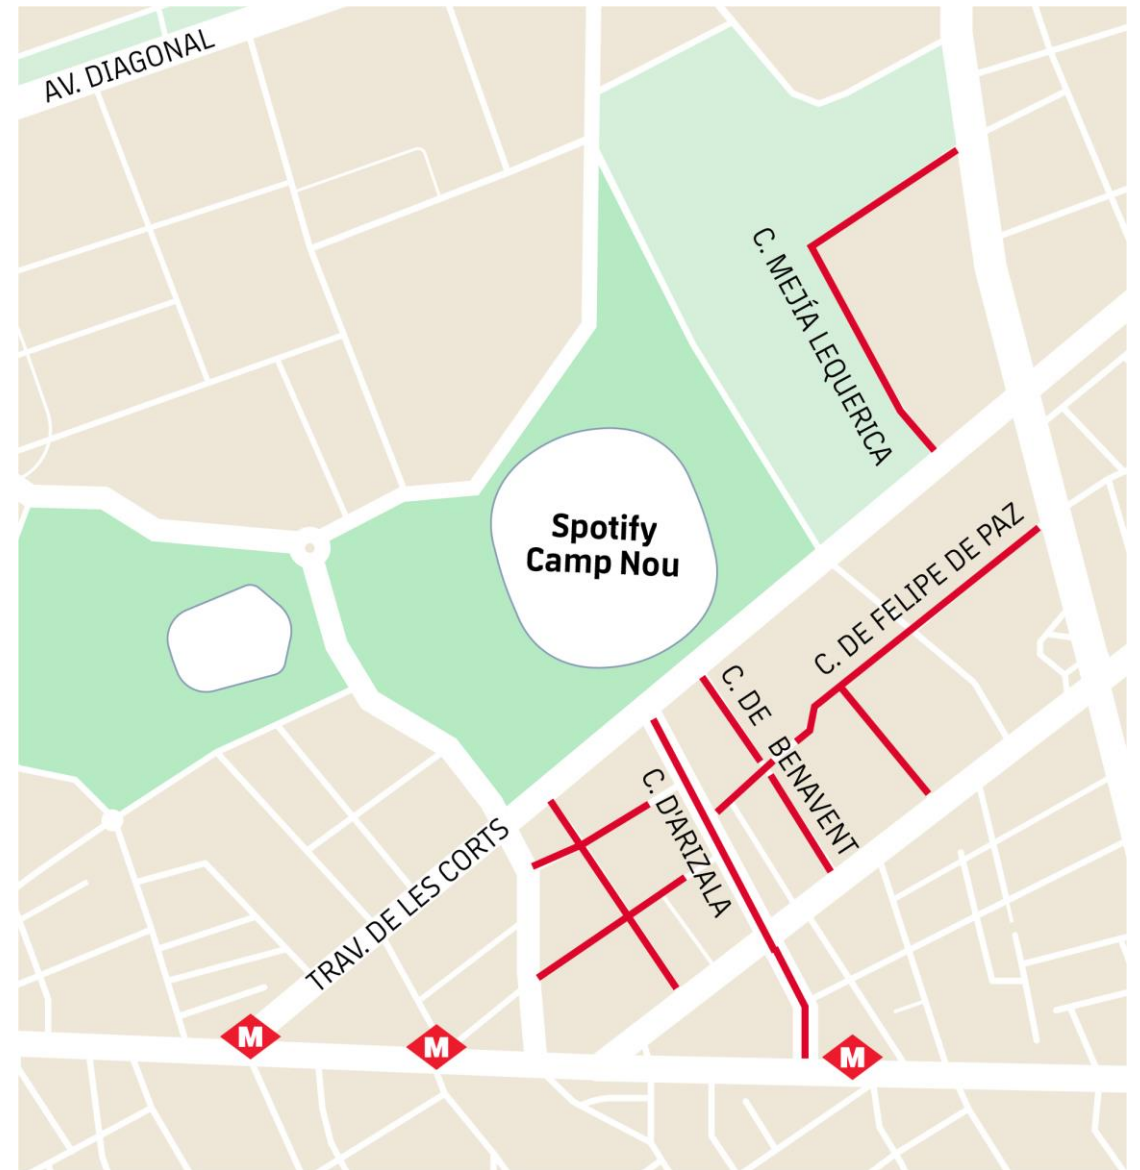 AV. DIAGONAL
C. MEJÍA LEQUERICA
Spotify
Camp Nou
C. DE FELIPE DE PAZ
C. DE BENAVENT
C. D'ARIZALA
TRAV. DE LES CORTS
M
M
M